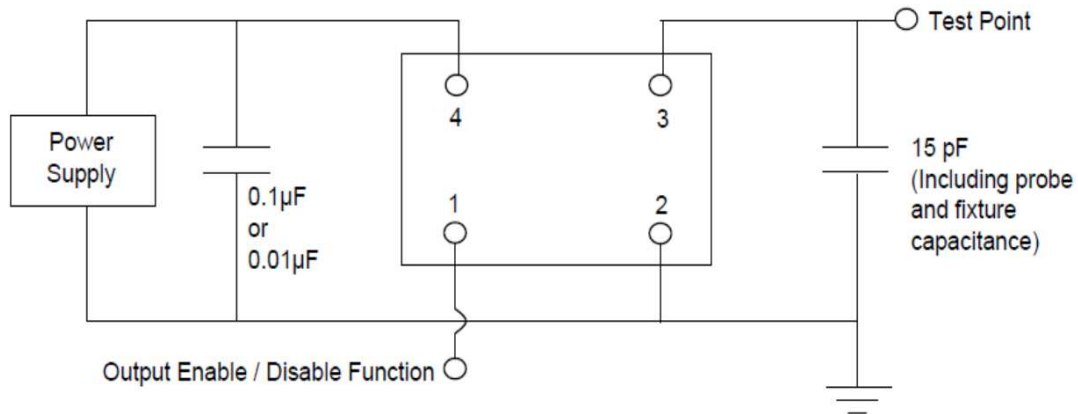 Test Point
4
3
Power
Supply
15 pF
(Including probe
and fixture
capacitance)
0.1µF
or
0.01µF
1
2
Output Enable / Disable Function